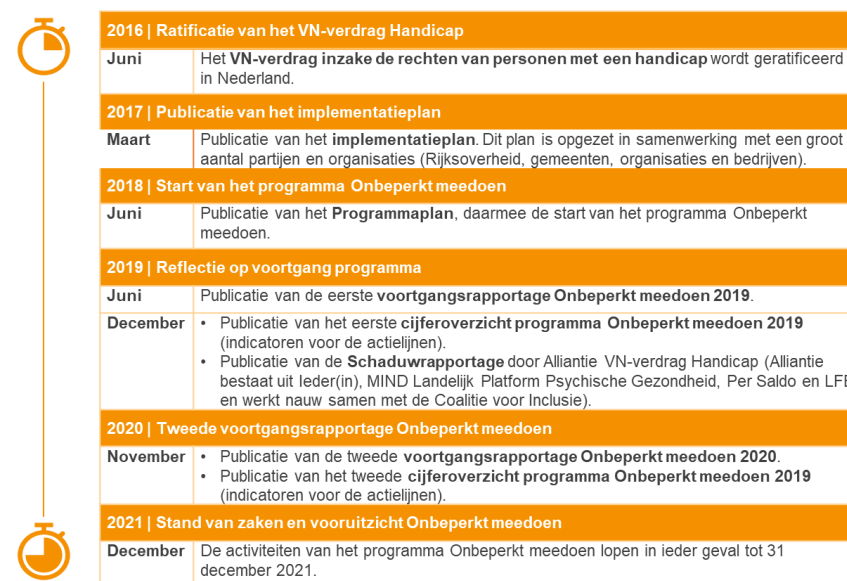 2016 | Ratificatie van het VN-verdrag Handicap
Juni Het VN-verdrag inzake de rechten van personen met een handicap wordt geratificeerd
in Nederland.
2017 | Publicatie van het implementatieplan
Maart Publicatie van het implementatieplan. Dit plan is opgezet in samenwerking met een groot
aantal partijen en organisaties (Rijksoverheid, gemeenten, organisaties en bedrijven).
2018 | Start van het programma Onbeperkt meedoen
Juni Publicatie van het Programmaplan, daarmee de start van het programma Onbeperkt
meedoen.
2019 | Reflectie op voortgang programma
Juni Publicatie van de eerste voortgangsrapportage Onbeperkt meedoen 2019.
December • Publicatie van het eerste cijferoverzicht programma Onbeperkt meedoen 2019
(indicatoren voor de actielijnen).
• Publicatie van de Schaduwrapportage door Alliantie VN-verdrag Handicap (Alliantie
bestaat uit Ieder(in), MIND Landelijk Platform Psychische Gezondheid, Per Saldo en LFB
en werkt nauw samen met de Coalitie voor Inclusie).
2020 | Tweede voortgangsrapportage Onbeperkt meedoen
November • Publicatie van de tweede voortgangsrapportage Onbeperkt meedoen 2020.
• Publicatie van het tweede cijferoverzicht programma Onbeperkt meedoen 2019
(indicatoren voor de actielijnen).
2021 | Stand van zaken en vooruitzicht Onbeperkt meedoen
December De activiteiten van het programma Onbeperkt meedoen lopen in ieder geval tot 31
december 2021.